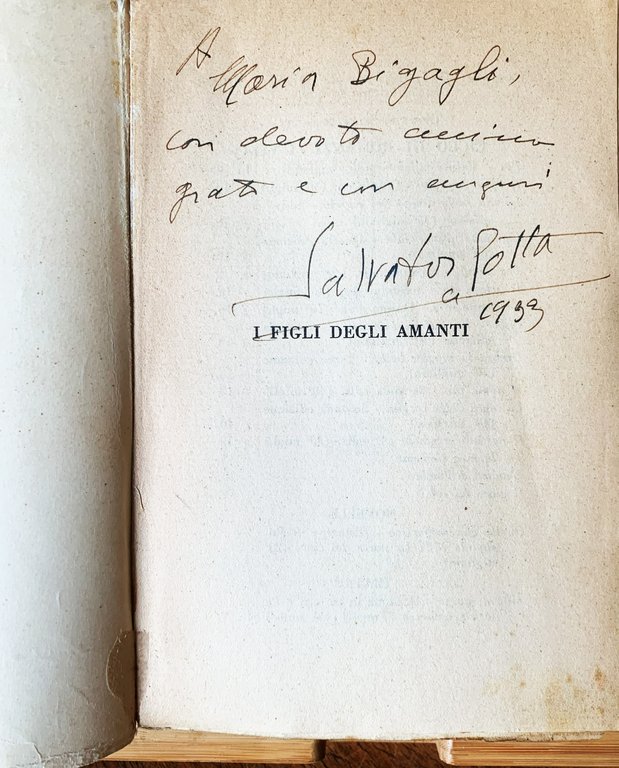 A
Maria Bigagli,
con devoto animo
grato e con auguri
Salvator Gotta
a 1933
I FIGLI DEGLI AMANTI